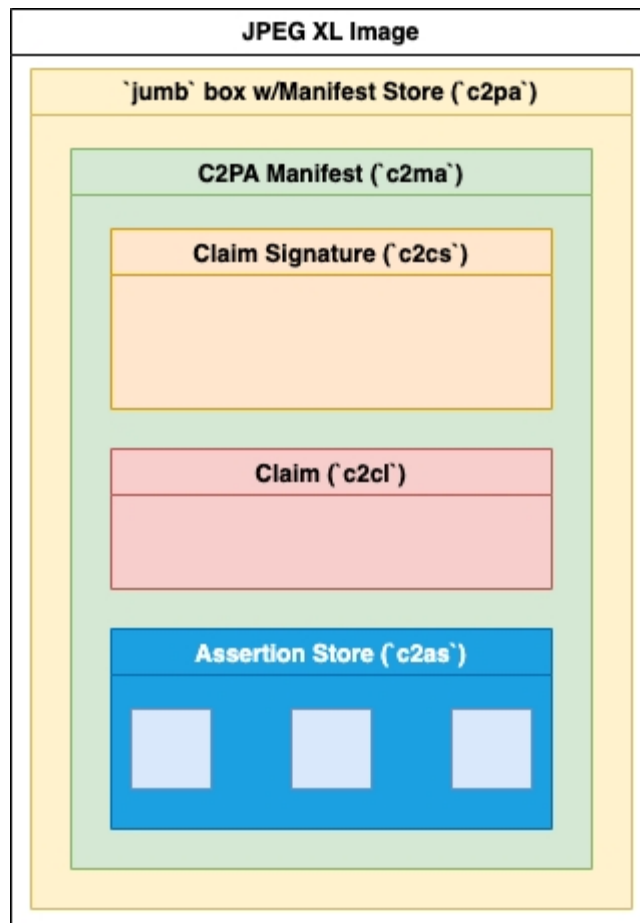 JPEG XL Image
`jumb` box w/Manifest Store (`c2pa`)
C2PA Manifest (`c2ma`)
Claim Signature (`c2cs`)
Claim (`c2cl`)
Assertion Store (`c2as`)